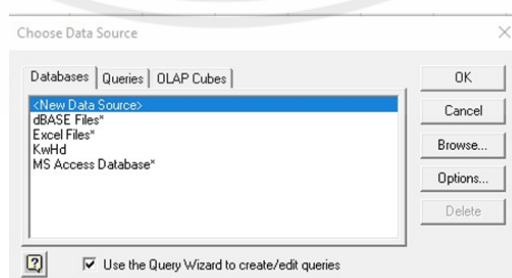 Choose Data Source
Databases Queries OLAP Cubes
<New Data Source>
dBASE Files*
Excel Files*
KwHd
MS Access Database*
OK
Cancel
Browse...
Options...
Delete
Use the Query Wizard to create/edit queries